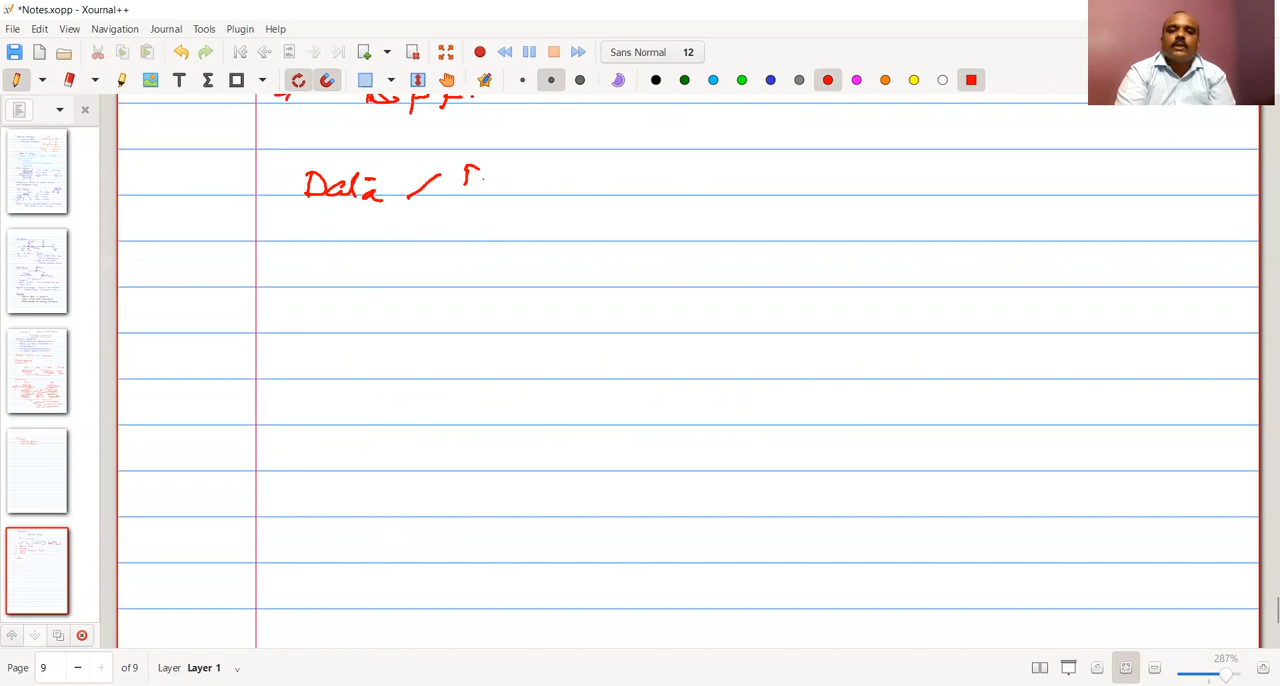 *Notes.xopp - Xournal++
File Edit View Navigation Journal Tools Plugin Help
Sans Normal 12
Data /
Page 9 of 9 Layer Layer 1
287%